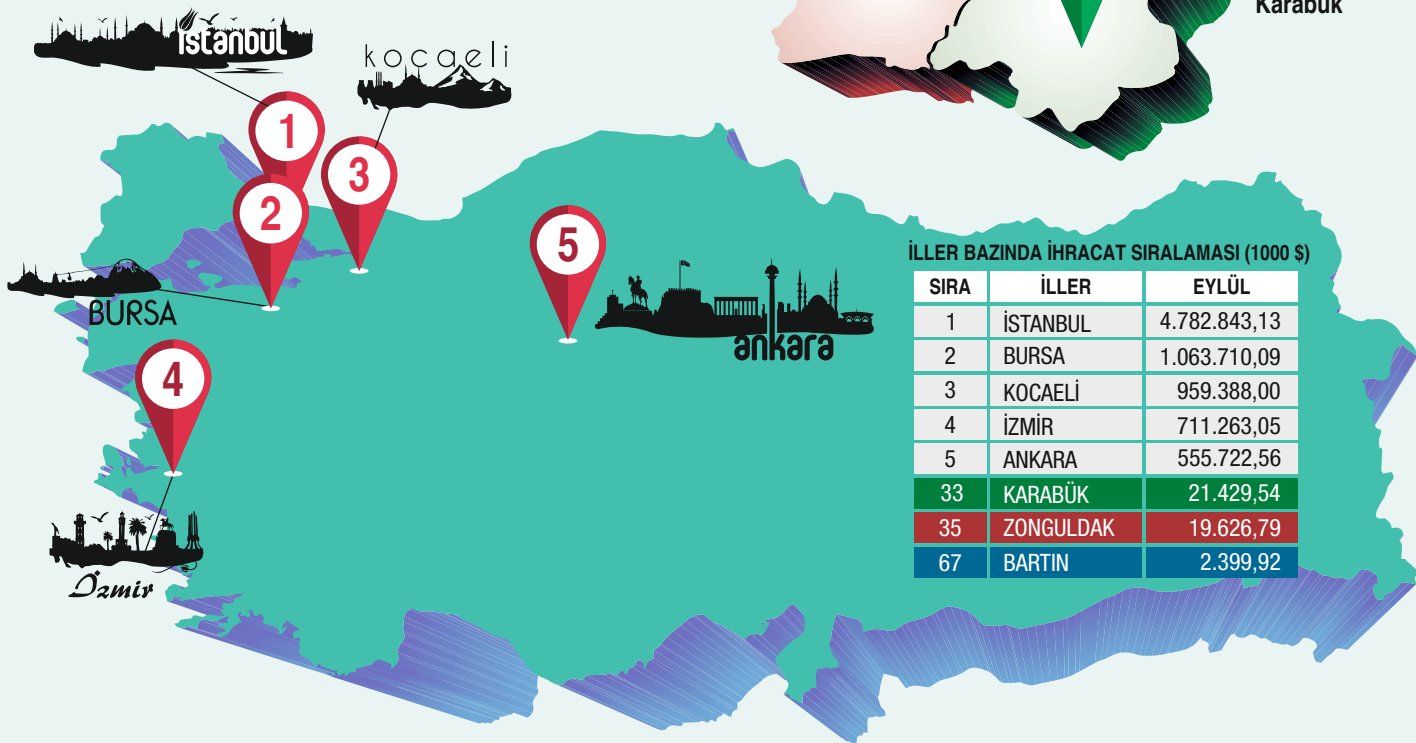 Karabük
istanbul
kocaeli
1
3
2
5
BURSA
ankara
4
İzmir
İLLER BAZINDA İHRACAT SIRALAMASI (1000 $)
SIRA İLLER EYLÜL
1 İSTANBUL 4.782.843,13
2 BURSA 1.063.710,09
3 KOCAELİ 959.388,00
4 İZMİR 711.263,05
5 ANKARA 555.722,56
33 KARABÜK 21.429,54
35 ZONGULDAK 19.626,79
67 BARTIN 2.399,92